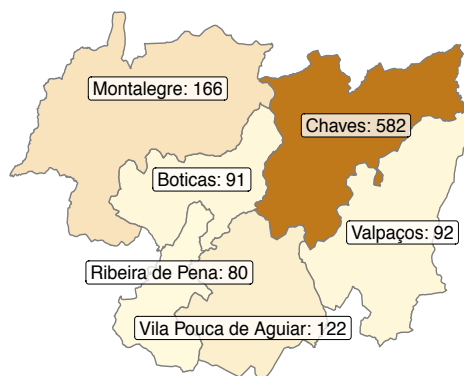 Montalegre: 166
Chaves: 582
Boticas: 91
Valpaços: 92
Ribeira de Pena: 80
Vila Pouca de Aguiar: 122